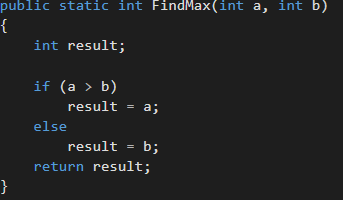 public static int FindMax(int a, int b)
{
    int result;

    if (a > b)
        result = a;
    else
        result = b;
    return result;
}